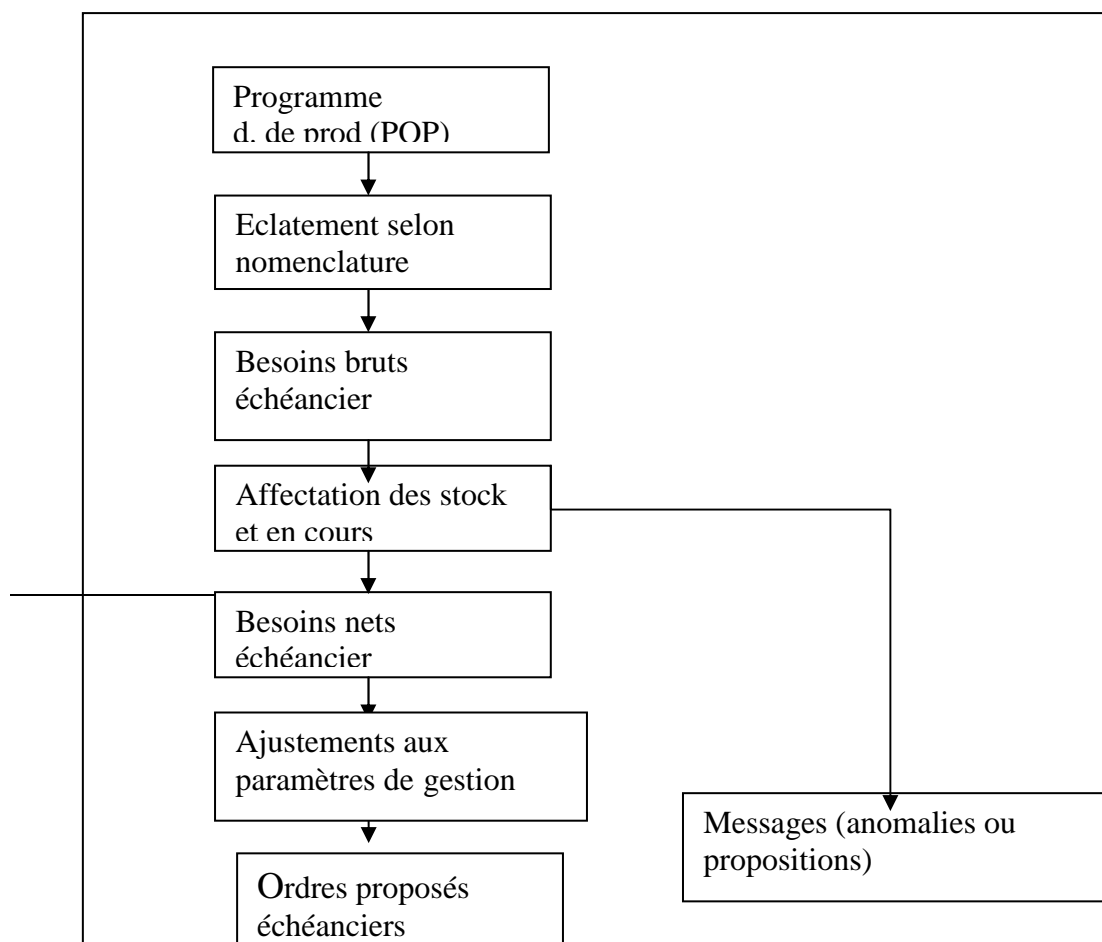 Programme
d. de prod (POP)
Eclatement selon
nomenclature
Besoins bruts
échéancier
Affectation des stock
et en cours
Besoins nets
échéancier
Ajustements aux
paramètres de gestion
Messages (anomalies ou
propositions)
Ordres proposés
échéanciers